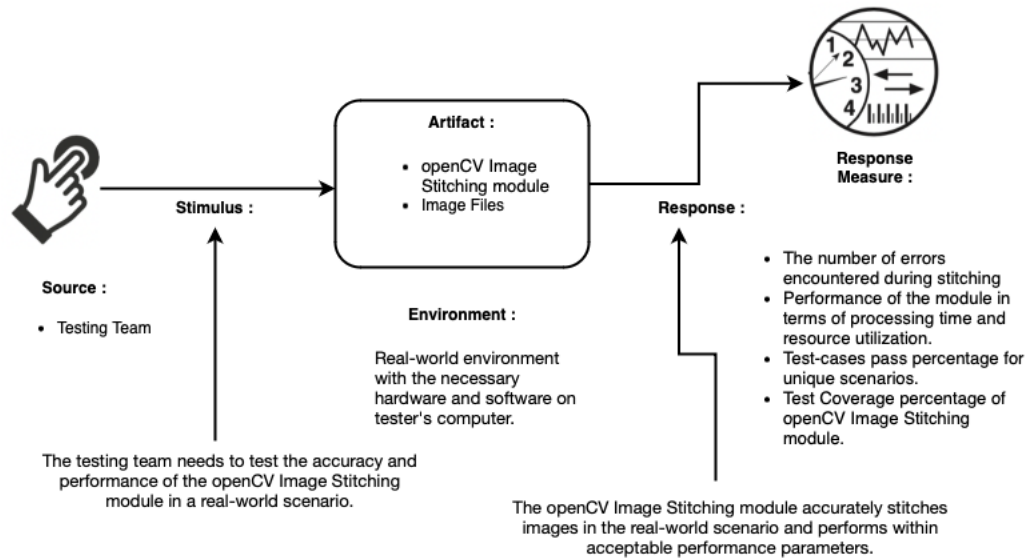 Source :
• Testing Team
Stimulus :
The testing team needs to test the accuracy and
performance of the openCV Image Stitching
module in a real-world scenario.
Artifact :
• openCV Image
Stitching module
• Image Files
Environment :
Real-world environment
with the necessary
hardware and software on
tester's computer.
Response :
The openCV Image Stitching module accurately stitches
images in the real-world scenario and performs within
acceptable performance parameters.
1
2
3
4
Response
Measure :
• The number of errors
encountered during stitching
• Performance of the module in
terms of processing time and
resource utilization.
• Test-cases pass percentage for
unique scenarios.
• Test Coverage percentage of
openCV Image Stitching
module.